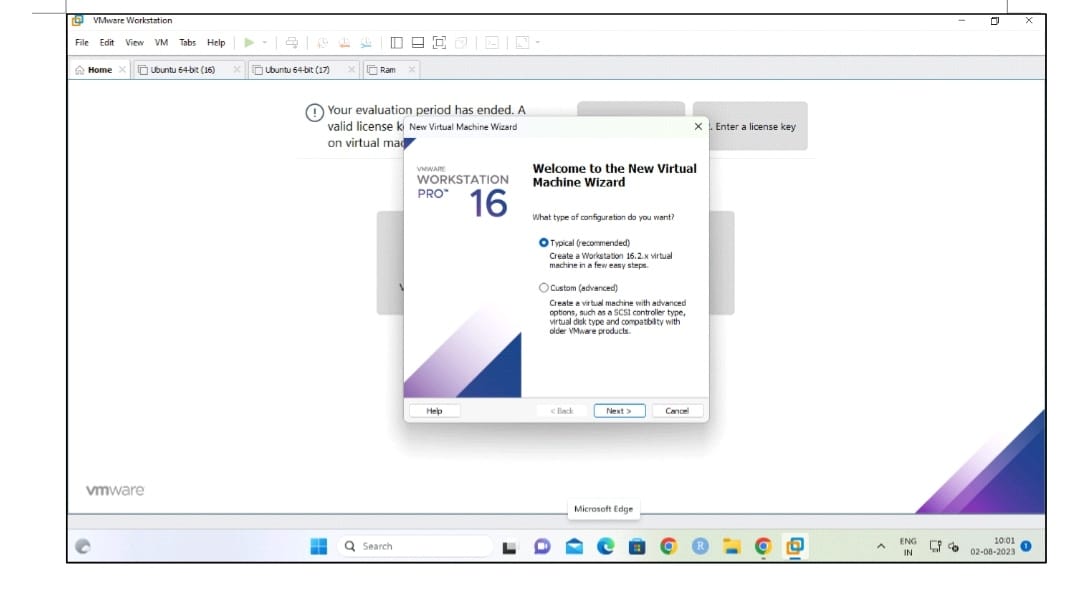 VMware Workstation
File Edit View VM Tabs Help
Home Ubuntu 64-bit (16) Ubuntu 64-bit (17) Ram
Your evaluation period has ended. A
valid license k
on virtual mac
. Enter a license key
New Virtual Machine Wizard
VMWARE
WORKSTATION
PRO™ 16
Welcome to the New Virtual
Machine Wizard
What type of configuration do you want?
Typical (recommended)
Create a Workstation 16.2.x virtual
machine in a few easy steps.
Custom (advanced)
Create a virtual machine with advanced
options, such as a SCSI controller type,
virtual disk type and compatibility with
older VMware products.
Help < Back Next > Cancel
vmware
Microsoft Edge
Search
R
ENG
IN
10:01
02-08-2023
1